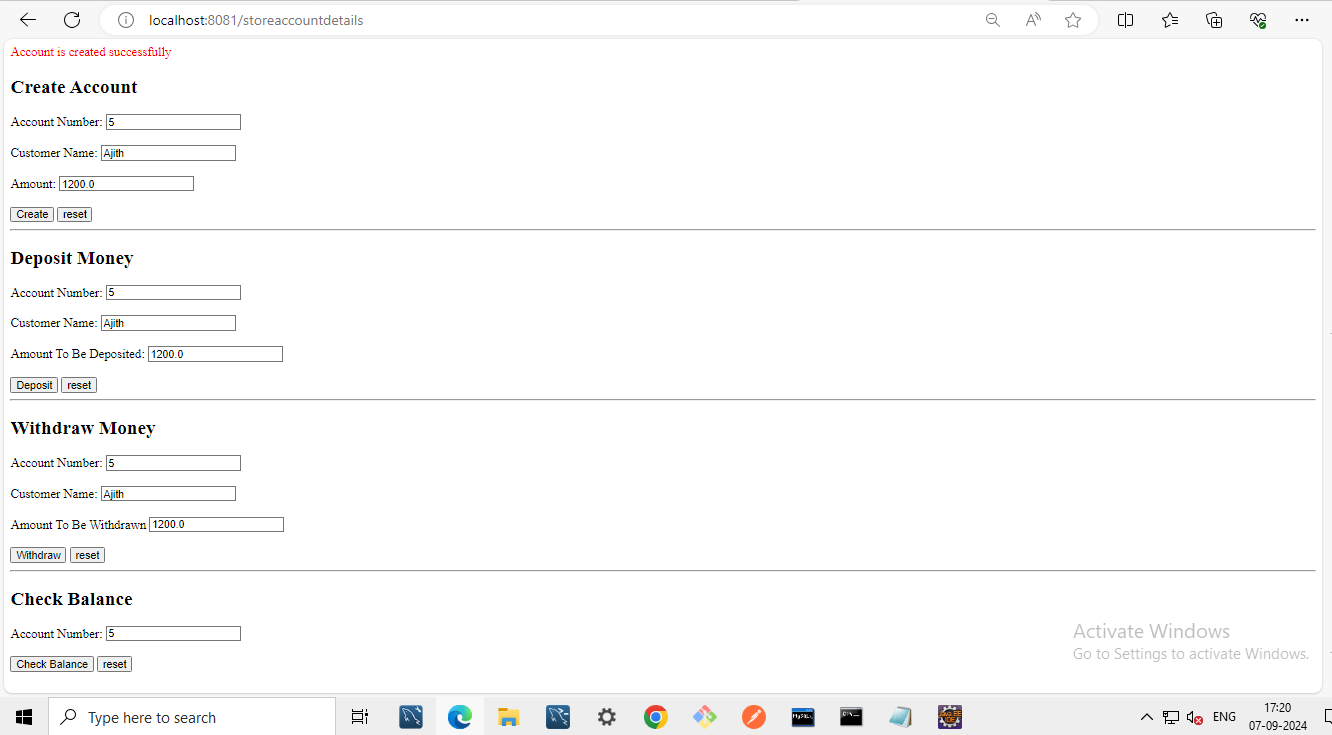 localhost:8081/storeaccountdetails
Account is created successfully
Create Account
Account Number: 5
Customer Name: Ajith
Amount: 1200.0
Create reset
Deposit Money
Account Number: 5
Customer Name: Ajith
Amount To Be Deposited: 1200.0
Deposit reset
Withdraw Money
Account Number: 5
Customer Name: Ajith
Amount To Be Withdrawn 1200.0
Withdraw reset
Check Balance
Account Number: 5
Check Balance reset
Activate Windows
Go to Settings to activate Windows.
Type here to search
ENG
17:20
07-09-2024